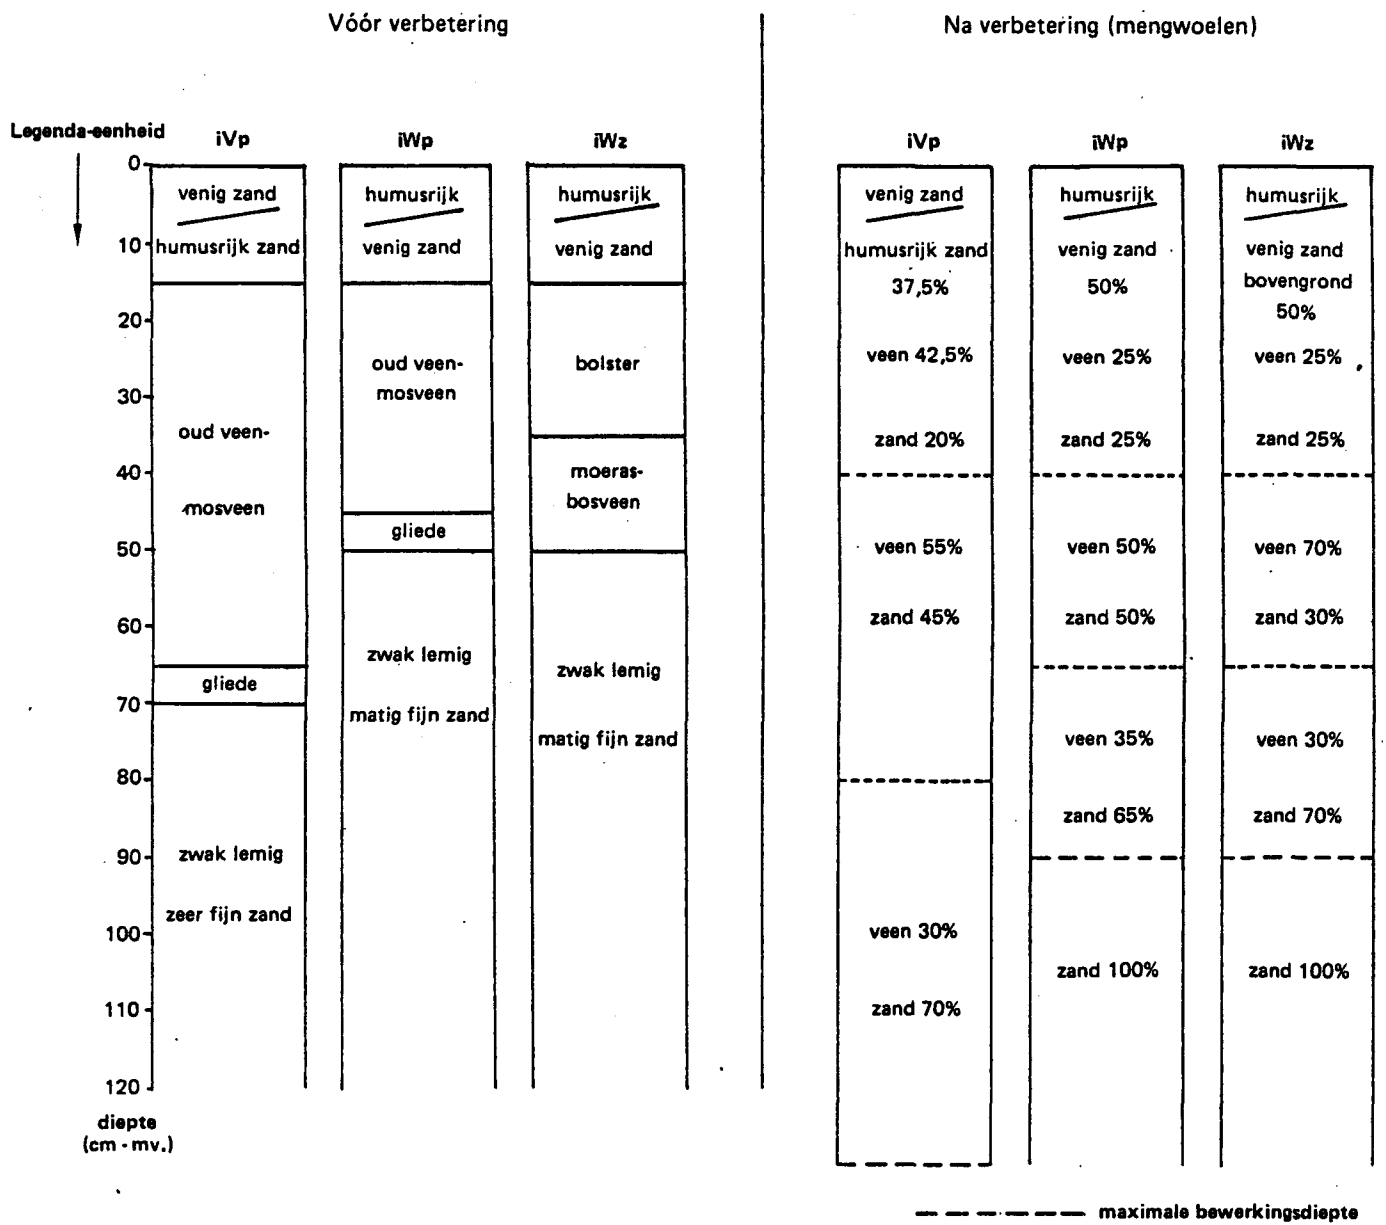 Vóór verbetering
Na verbetering (mengwoelen)
Legenda-eenheid
iVp
iWp
iWz
0
10
20
30
40
50
60
70
80
90
100
110
120
diepte
(cm - mv.)
venig zand
humusrijk zand
oud veen-
mosveen
gliede
zwak lemig
zeer fijn zand
humusrijk
venig zand
oud veen-
mosveen
gliede
zwak lemig
matig fijn zand
humusrijk
venig zand
bolster
moeras-
bosveen
zwak lemig
matig fijn zand
iVp
iWp
iWz
venig zand
humusrijk zand
37,5%
veen 42,5%
zand 20%
veen 55%
zand 45%
veen 30%
zand 70%
humusrijk
venig zand
50%
veen 25%
zand 25%
veen 50%
zand 50%
veen 35%
zand 65%
zand 100%
humusrijk
venig zand
bovengrond
50%
veen 25%
zand 25%
veen 70%
zand 30%
veen 30%
zand 70%
zand 100%
maximale bewerkingsdiepte